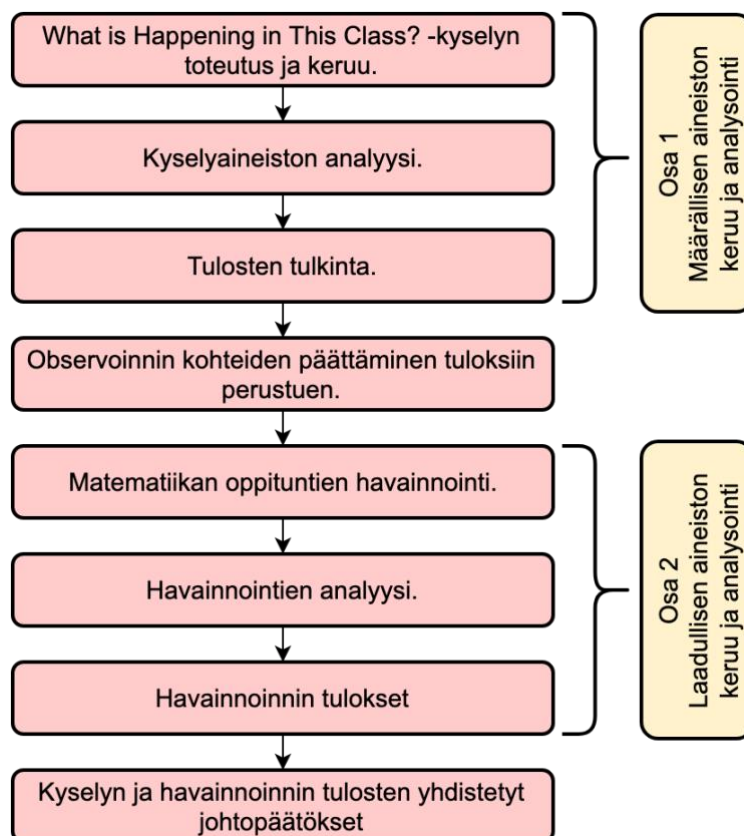 What is Happening in This Class? -kyselyn
toteutus ja keruu.
Kyselyaineiston analyysi.
Tulosten tulkinta.
Osa 1
Määrällisen aineiston
keruu ja analysointi
Observoinnin kohteiden päättäminen tuloksiin
perustuen.
Matematiikan oppituntien havainnointi.
Havainnointien analyysi.
Havainnoinnin tulokset
Osa 2
Laadullisen aineiston
keruu ja analysointi
Kyselyn ja havainnoinnin tulosten yhdistetyt
johtopäätökset